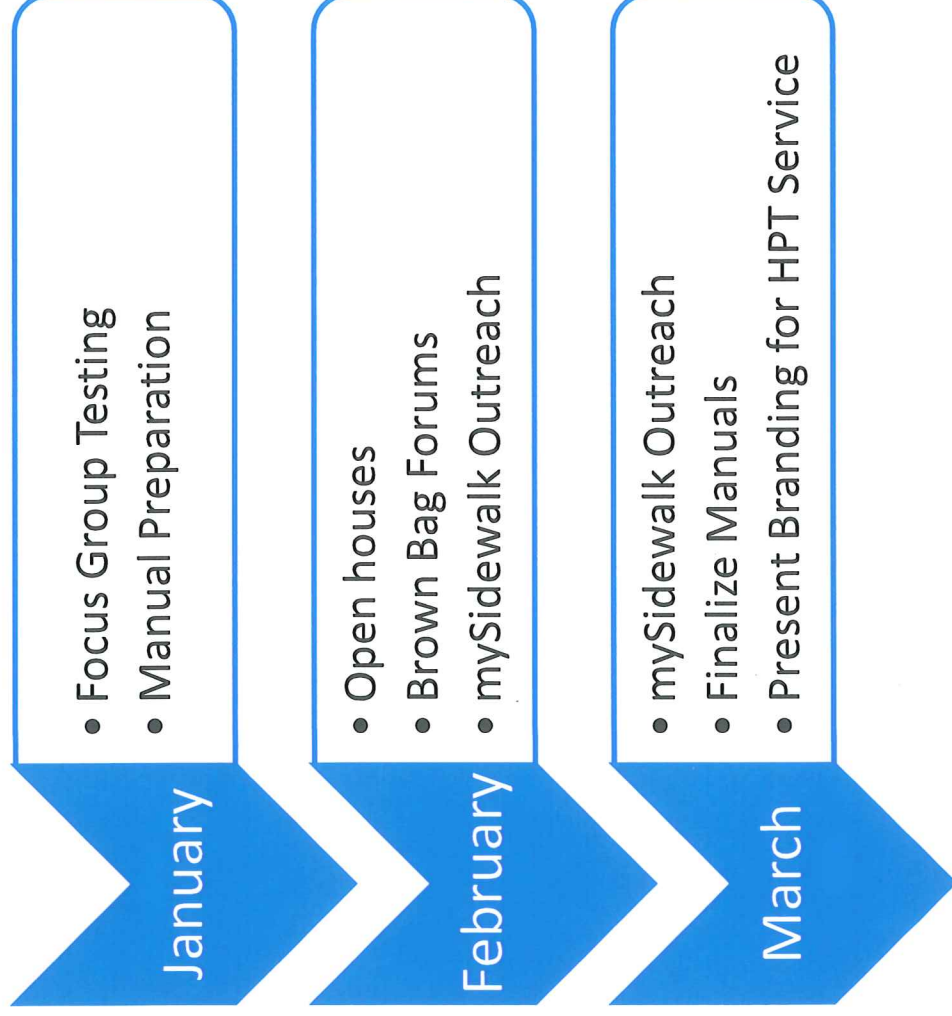 January
• Focus Group Testing
• Manual Preparation
February
• Open houses
• Brown Bag Forums
• mySidewalk Outreach
March
• mySidewalk Outreach
• Finalize Manuals
• Present Branding for HPT Service